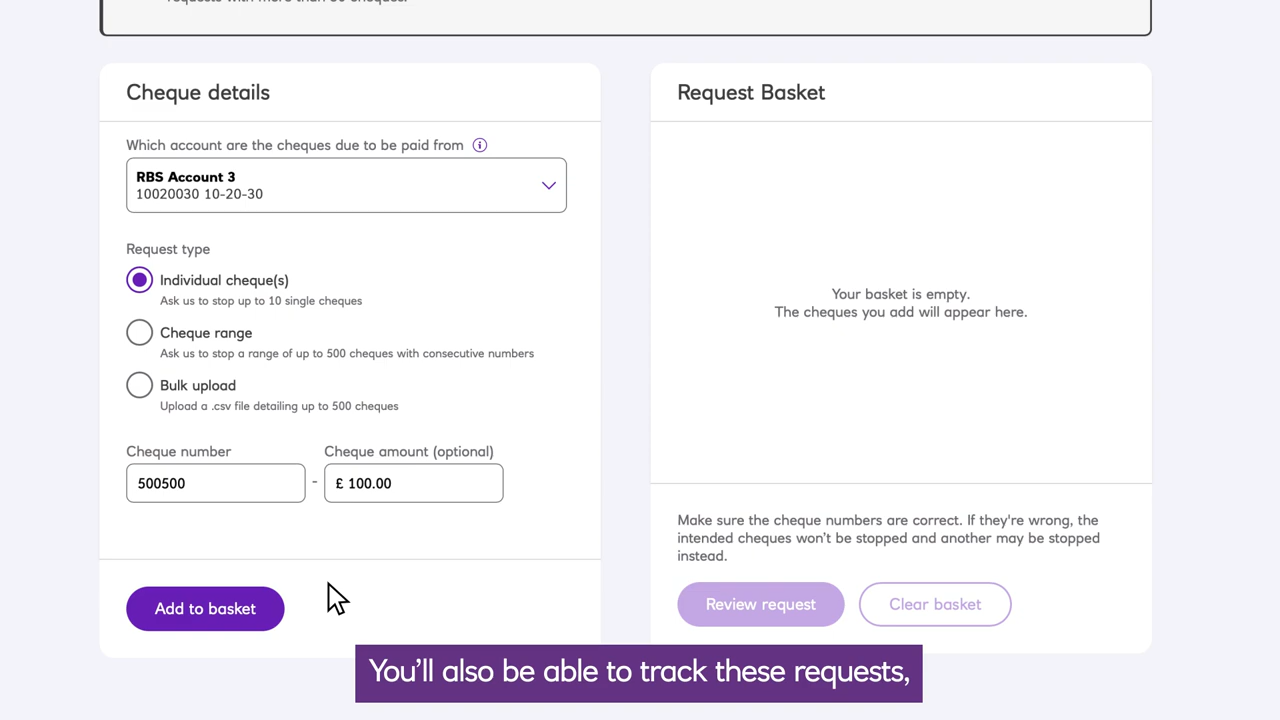 requests with more than 50 cheques.
Cheque details
Which account are the cheques due to be paid from
RBS Account 3
10020030 10-20-30
Request type
Individual cheque(s)
Ask us to stop up to 10 single cheques
Cheque range
Ask us to stop a range of up to 500 cheques with consecutive numbers
Bulk upload
Upload a .csv file detailing up to 500 cheques
Cheque number
Cheque amount (optional)
500500
-
£ 100.00
Add to basket
Request Basket
Your basket is empty.
The cheques you add will appear here.
Make sure the cheque numbers are correct. If they're wrong, the
intended cheques won't be stopped and another may be stopped
instead.
Review request
Clear basket
You'll also be able to track these requests,